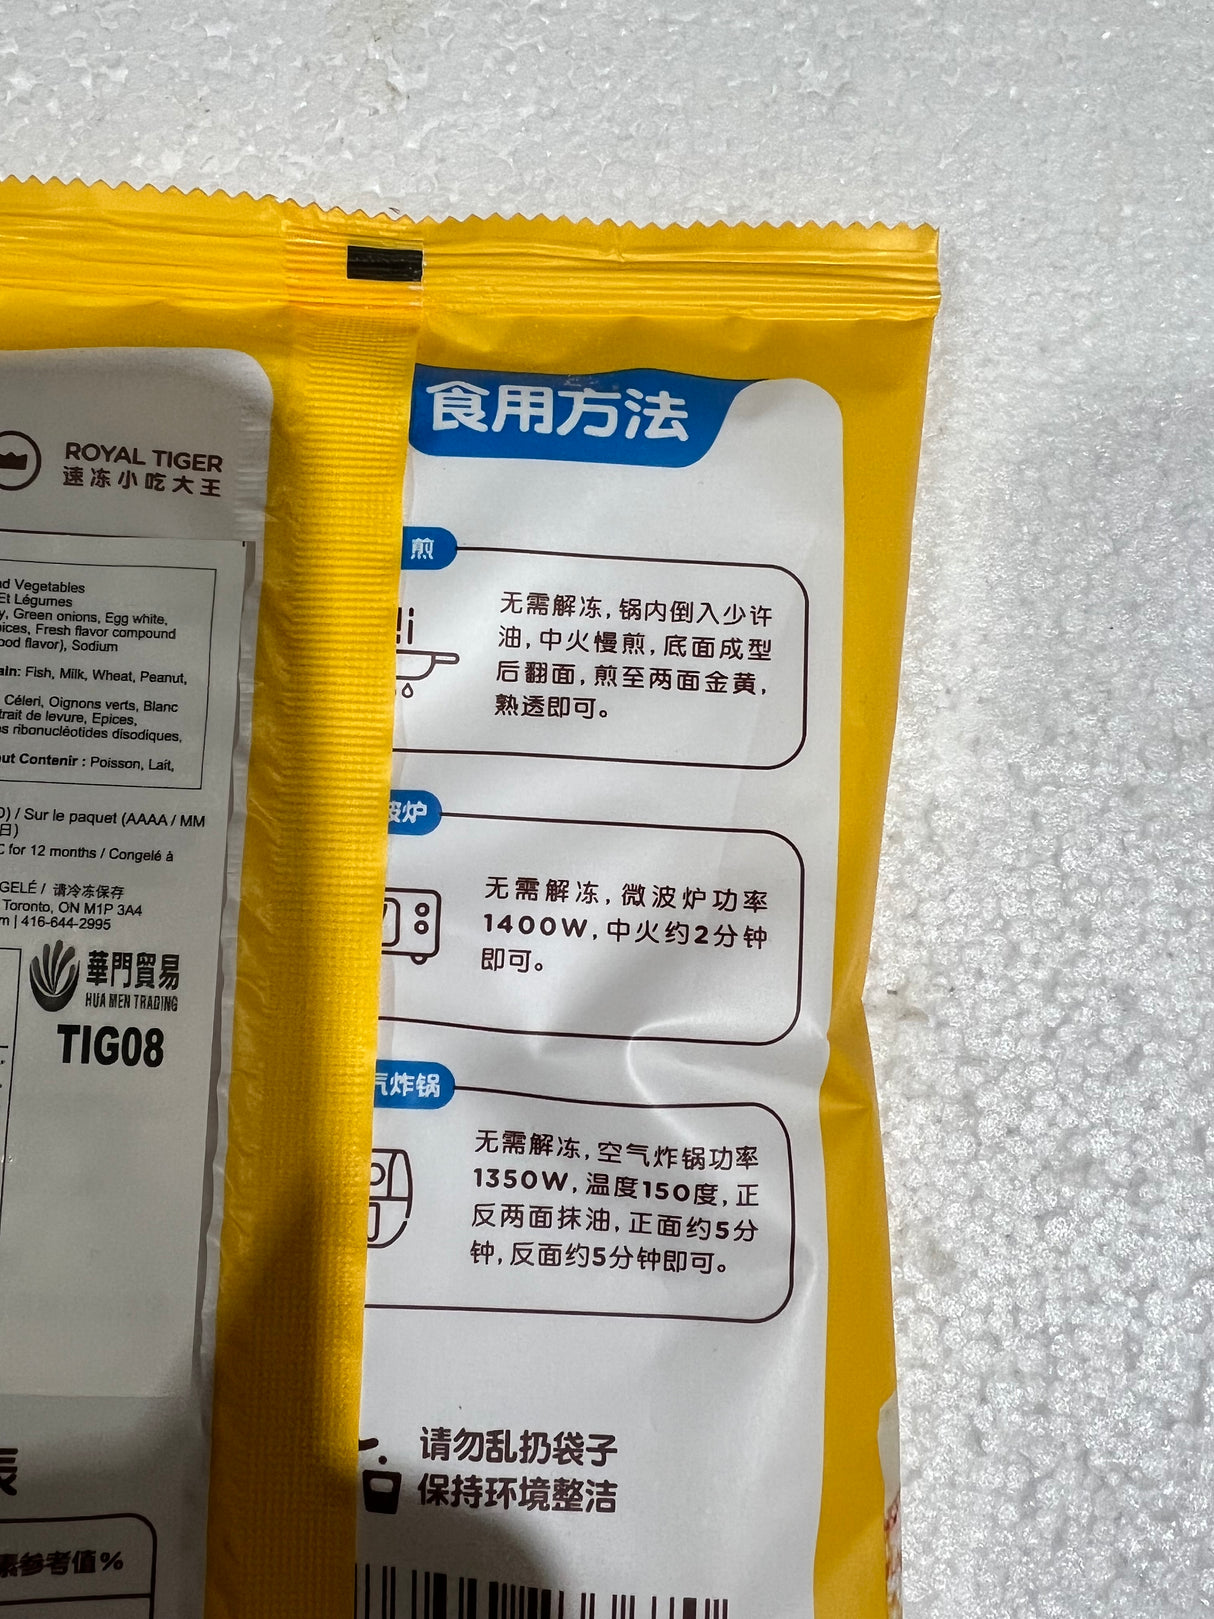 ROYAL TIGER
速冻小吃大王
Vegetables
Et Légumes
Green onions, Egg white,
Fresh flavor compound
flavor), Sodium
Fish, Milk, Wheat, Peanut,
Céleri, Oignons verts, Blanc
de levure, Epices,
ribonucléotides disodiques,
Contenir : Poisson, Lait,
/ Sur le paquet (AAAA / MM
日)
for 12 months / Congelé à
请冷冻保存
Toronto, ON M1P 3A4
| 416-644-2995
華門貿易
HUA MEN TRADING
TIG08
参考值%
食用方法
煎
无需解冻,锅内倒入少许
油,中火慢煎,底面成型
后翻面,煎至两面金黄,
熟透即可。
波炉
无需解冻,微波炉功率
1400W,中火约2分钟
即可。
气炸锅
无需解冻,空气炸锅功率
1350W,温度150度,正
反两面抹油,正面约5分
钟,反面约5分钟即可。
请勿乱扔袋子
保持环境整洁